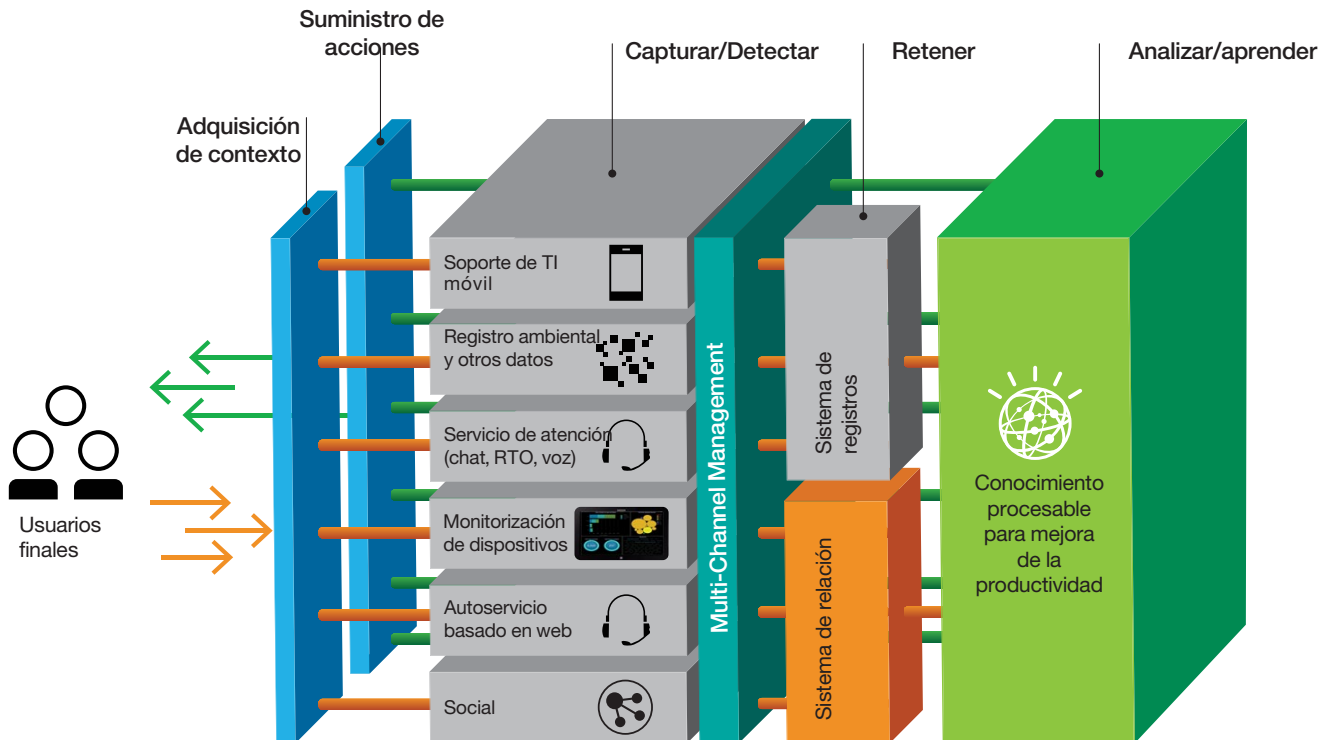 Suministro de
acciones
Capturar/Detectar
Retener
Analizar/aprender
Adquisición
de contexto
Soporte de TI
móvil
Registro ambiental
y otros datos
Servicio de atención
(chat, RTO, voz)
Monitorización
de dispositivos
Autoservicio
basado en web
Social
Multi-Channel Management
Sistema de
registros
Sistema de relación
Conocimiento
procesable
para mejora
de la
productividad
Usuarios
finales